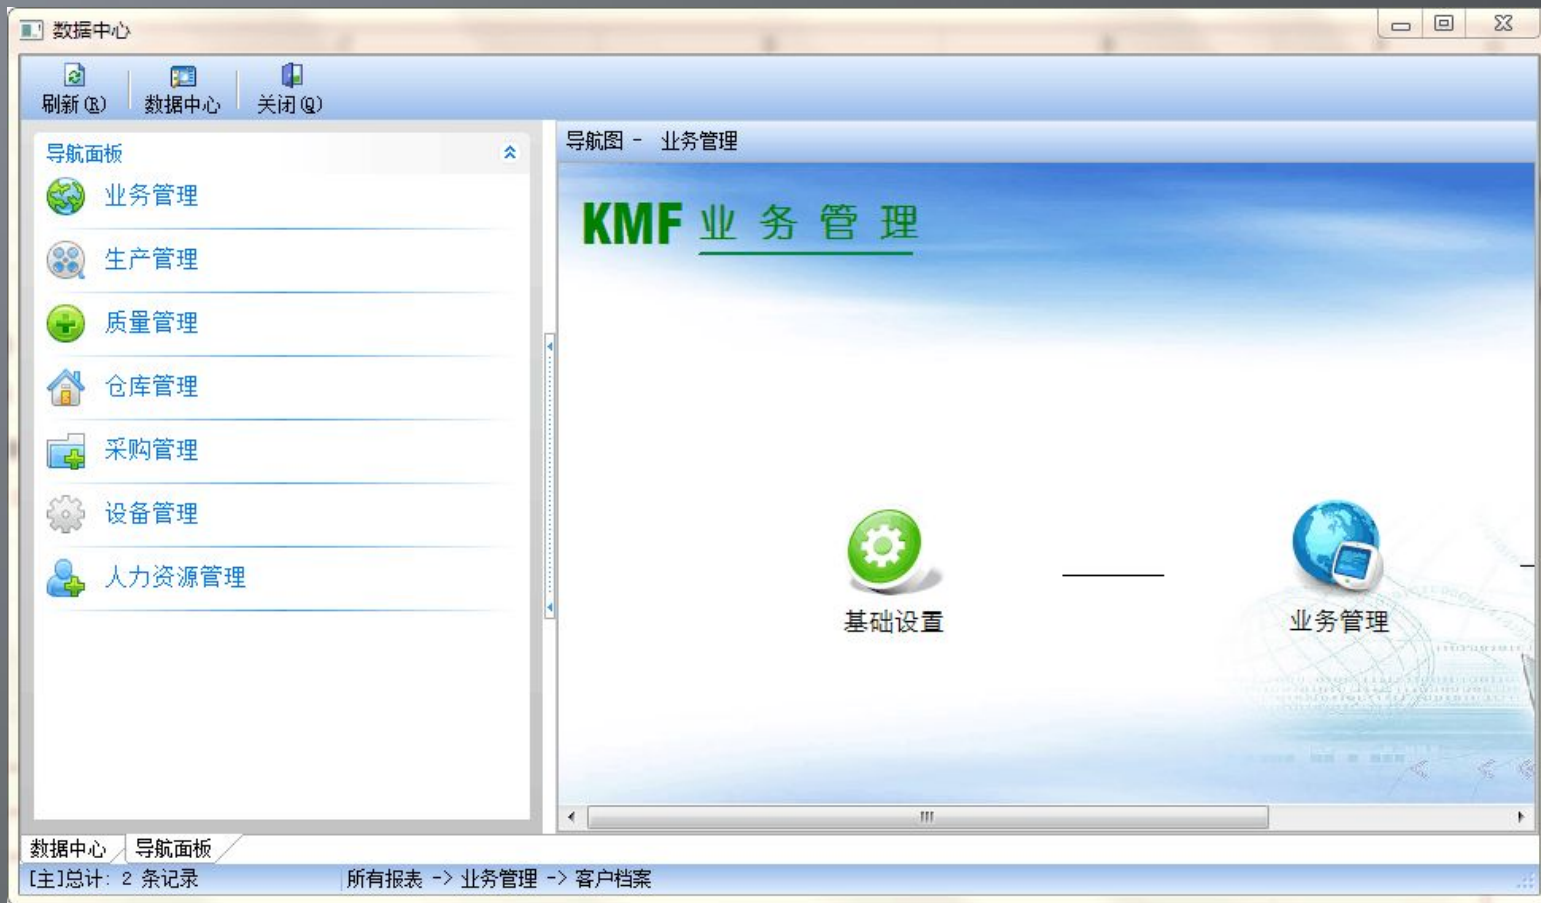 数据中心
刷新(R) 数据中心 关闭(Q)
导航面板
业务管理
生产管理
质量管理
仓库管理
采购管理
设备管理
人力资源管理
导航图 - 业务管理
KMF 业务管理
基础设置
业务管理
数据中心 导航面板
[主]总计: 2 条记录 所有报表 -> 业务管理 -> 客户档案